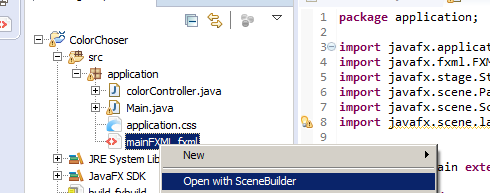 ColorChoser
src
application
colorController.java
Main.java
application.css
mainFXML.fxml
JRE System Lib
JavaFX SDK
build.fxbuild
New
Open with SceneBuilder
1 package application;
2
3 import javafx.applicat
4 import javafx.fxml.FXM
5 import javafx.stage.St
6 import javafx.scene.Pa
7 import javafx.scene.Sc
8 import javafx.scene.la
9
ain exten